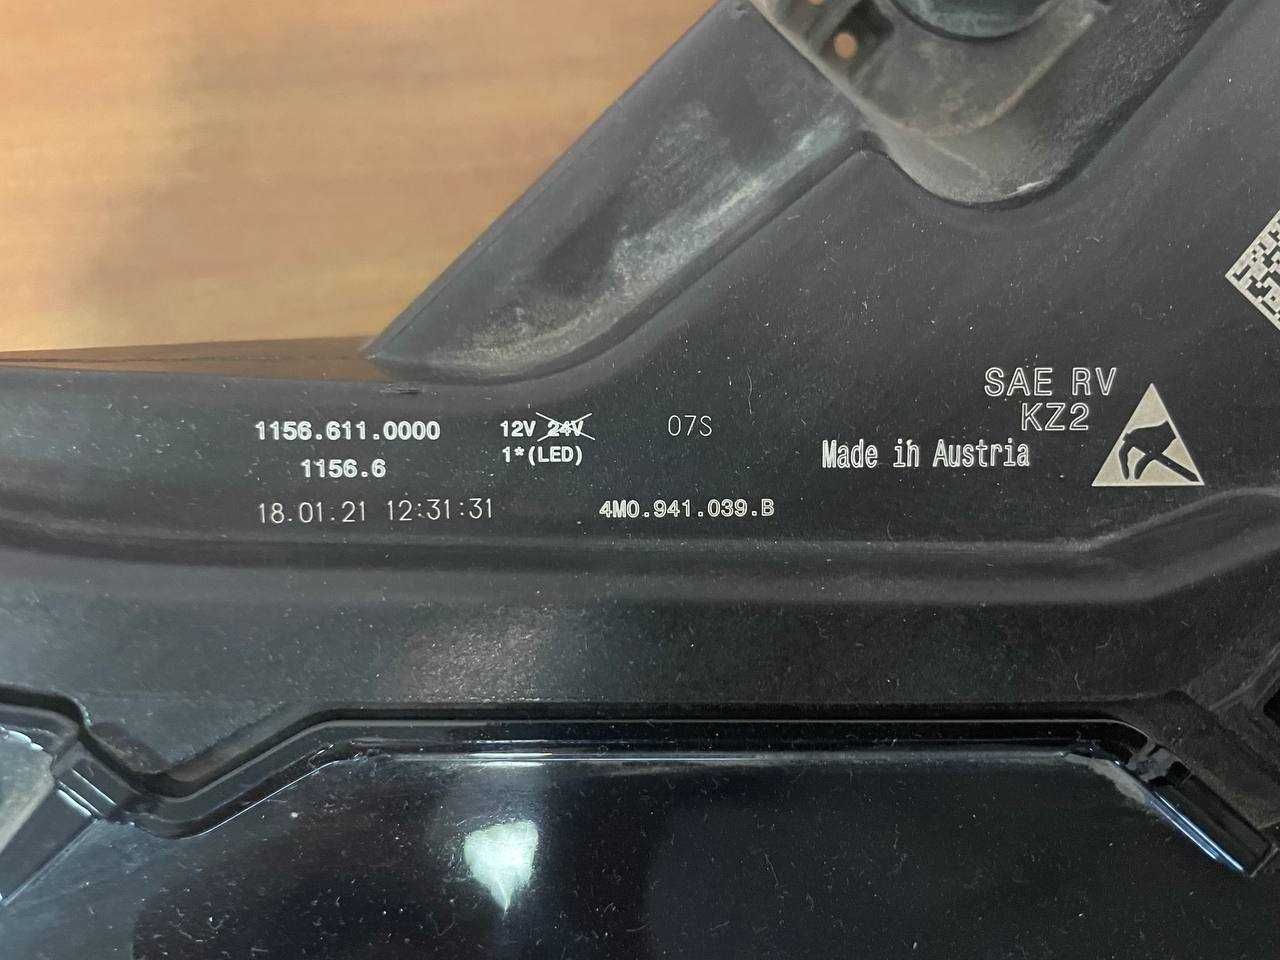 SAE RV
KZ2
1156.611.0000 12V 24V 07S
1156.6 1*(LED) Made in Austria
18.01.21 12:31:31 4M0.941.039.B